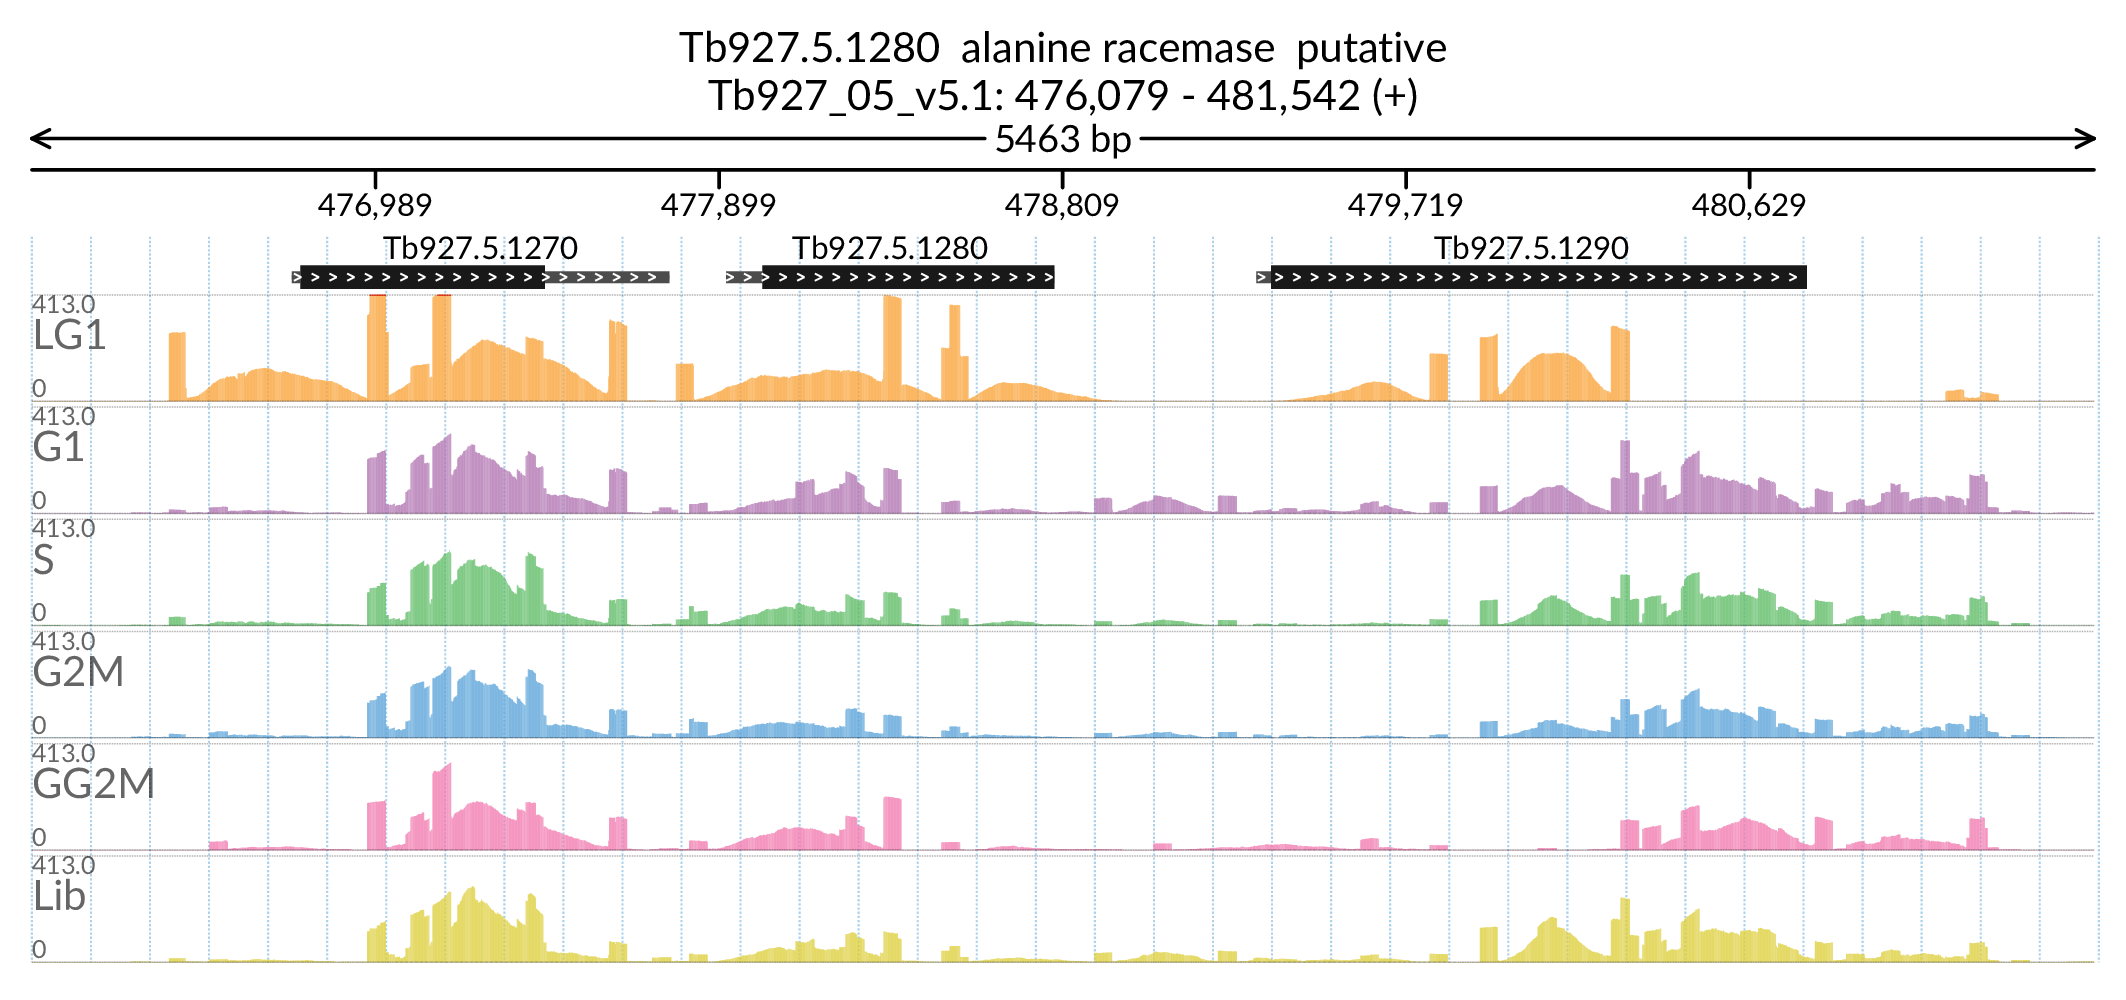 Tb927.5.1280 alanine racemase putative
Tb927_05_v5.1: 476,079 - 481,542 (+)
5463 bp
476,989 477,899 478,809 479,719 480,629
Tb927.5.1270 Tb927.5.1280 Tb927.5.1290
413.0
LG1
0
413.0
G1
0
413.0
S
0
413.0
G2M
0
413.0
GG2M
0
413.0
Lib
0